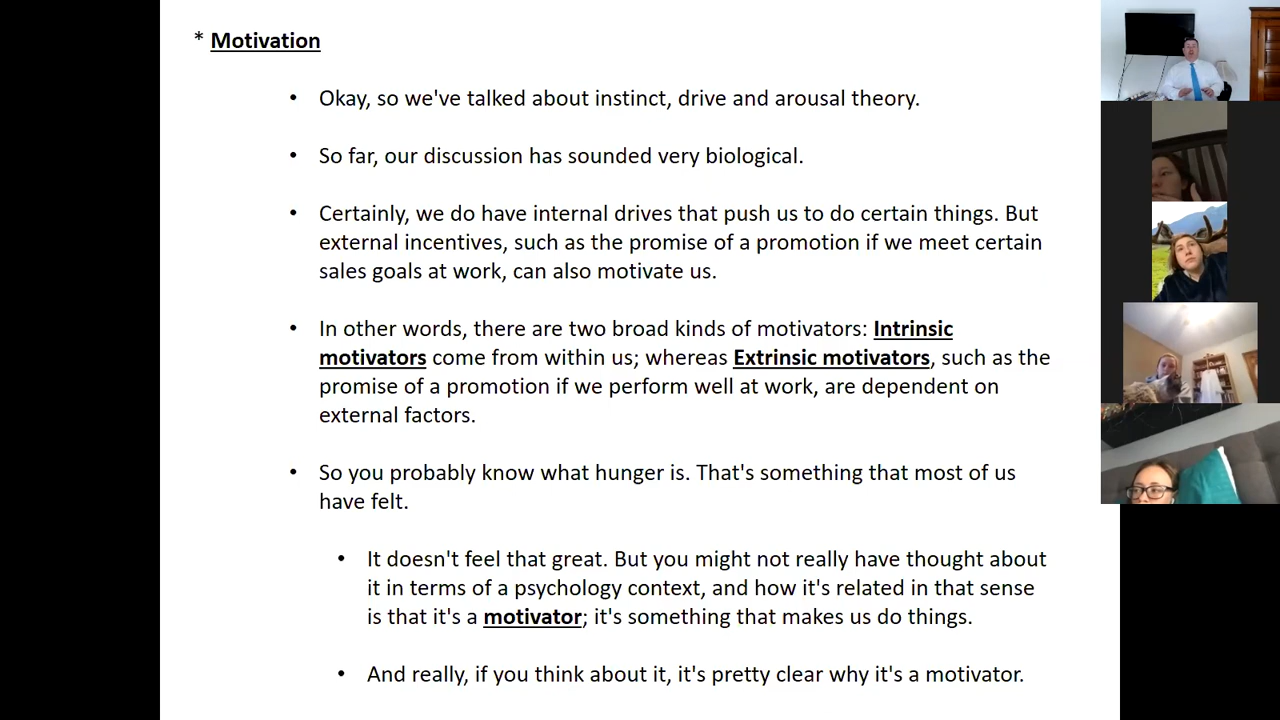 * Motivation
• Okay, so we've talked about instinct, drive and arousal theory.
• So far, our discussion has sounded very biological.
• Certainly, we do have internal drives that push us to do certain things. But
external incentives, such as the promise of a promotion if we meet certain
sales goals at work, can also motivate us.
• In other words, there are two broad kinds of motivators: Intrinsic
motivators come from within us; whereas Extrinsic motivators, such as the
promise of a promotion if we perform well at work, are dependent on
external factors.
• So you probably know what hunger is. That's something that most of us
have felt.
• It doesn't feel that great. But you might not really have thought about
it in terms of a psychology context, and how it's related in that sense
is that it's a motivator; it's something that makes us do things.
• And really, if you think about it, it's pretty clear why it's a motivator.